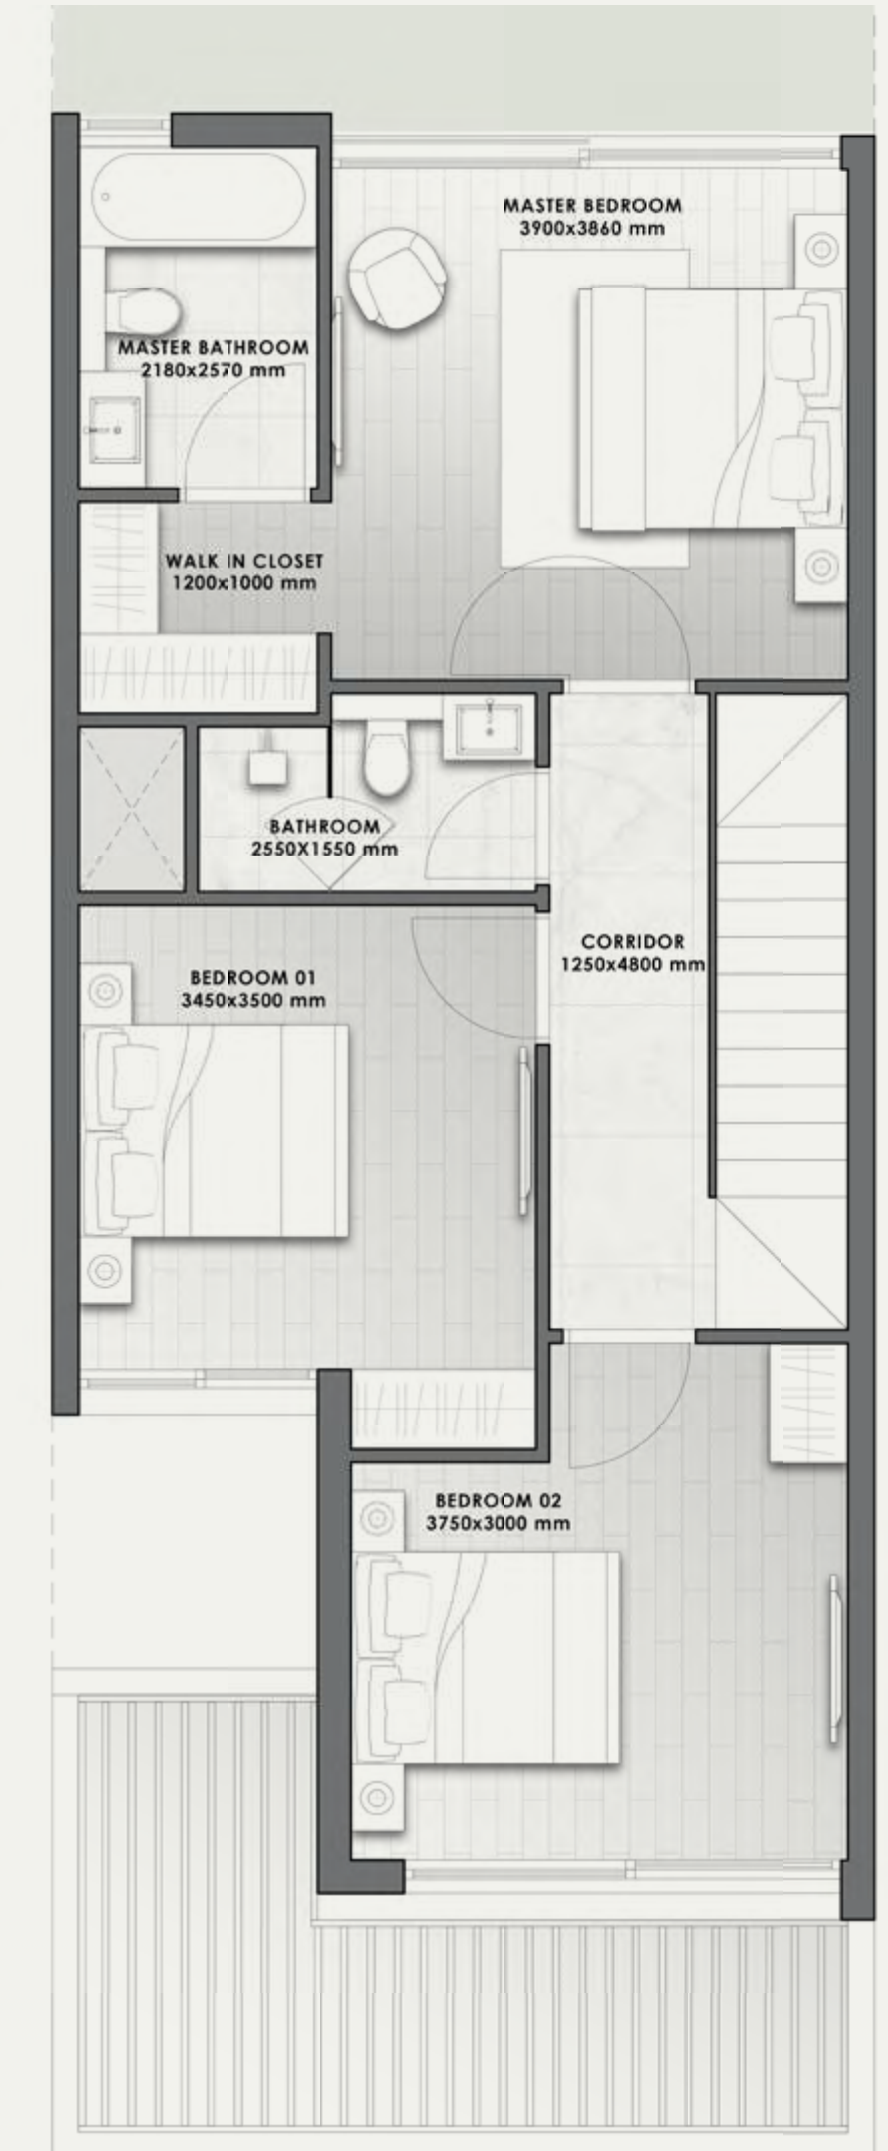 MASTER BEDROOM
3900x3860 mm
MASTER BATHROOM
2180x2570 mm
WALK IN CLOSET
1200x1000 mm
BATHROOM
2550X1550 mm
CORRIDOR
1250x4800 mm
BEDROOM 01
3450x3500 mm
BEDROOM 02
3750x3000 mm